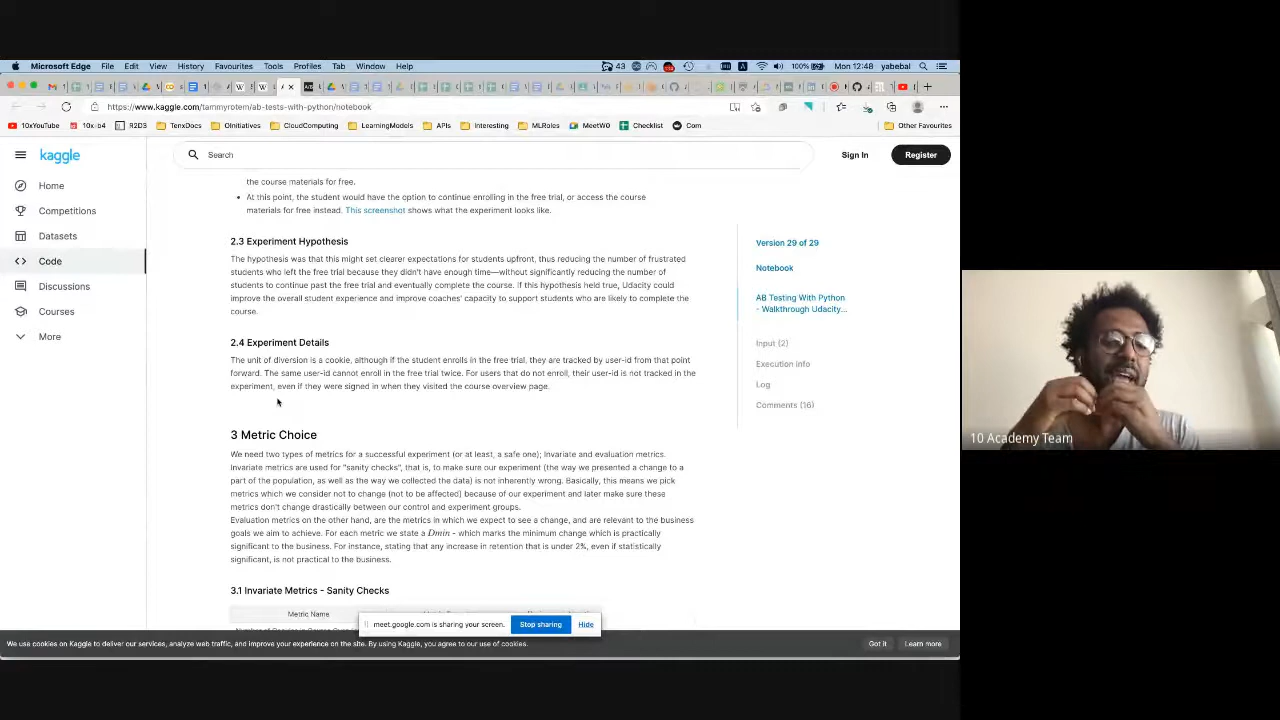 Microsoft Edge File Edit View History Favourites Tools Profiles Tab Window Help 43 100% Mon 12:48 yabebal
https://www.kaggle.com/tammyrotem/ab-tests-with-python/notebook
10xYouTube 10x-b4 R2DS TenxDocs OInitiatives CloudComputing LearningModels APIs Interesting MLRoles MeetW0 Checklist Com Other Favourites
kaggle Search Sign In Register
Home
Competitions
Datasets
Code
Discussions
Courses
More
the course materials for free.
• At this point, the student would have the option to continue enrolling in the free trial, or access the course
materials for free instead. This screenshot shows what the experiment looks like.
2.3 Experiment Hypothesis
The hypothesis was that this might set clearer expectations for students upfront, thus reducing the number of frustrated
students who left the free trial because they didn't have enough time—without significantly reducing the number of
students to continue past the free trial and eventually complete the course. If this hypothesis held true, Udacity could
improve the overall student experience and improve coaches' capacity to support students who are likely to complete the
course.
2.4 Experiment Details
The unit of diversion is a cookie, although if the student enrolls in the free trial, they are tracked by user-id from that point
forward. The same user-id cannot enroll in the free trial twice. For users that do not enroll, their user-id is not tracked in the
experiment, even if they were signed in when they visited the course overview page.
3 Metric Choice
We need two types of metrics for a successful experiment (or at least, a safe one); Invariate and evaluation metrics.
Invariate metrics are used for "sanity checks", that is, to make sure our experiment (the way we presented a change to a
part of the population, as well as the way we collected the data) is not inherently wrong. Basically, this means we pick
metrics which we consider not to change (not to be affected) because of our experiment and later make sure these
metrics don't change drastically between our control and experiment groups.
Evaluation metrics on the other hand, are the metrics in which we expect to see a change, and are relevant to the business
goals we aim to achieve. For each metric we state a Dmin - which marks the minimum change which is practically
significant to the business. For instance, stating that any increase in retention that is under 2%, even if statistically
significant, is not practical to the business.
3.1 Invariate Metrics - Sanity Checks
Metric Name
Version 29 of 29
Notebook
AB Testing With Python
- Walkthrough Udacity...
Input (2)
Execution info
Log
Comments (16)
meet.google.com is sharing your screen. Stop sharing Hide
We use cookies on Kaggle to deliver our services, analyze web traffic, and improve your experience on the site. By using Kaggle, you agree to our use of cookies. Got it Learn more
10 Academy Team